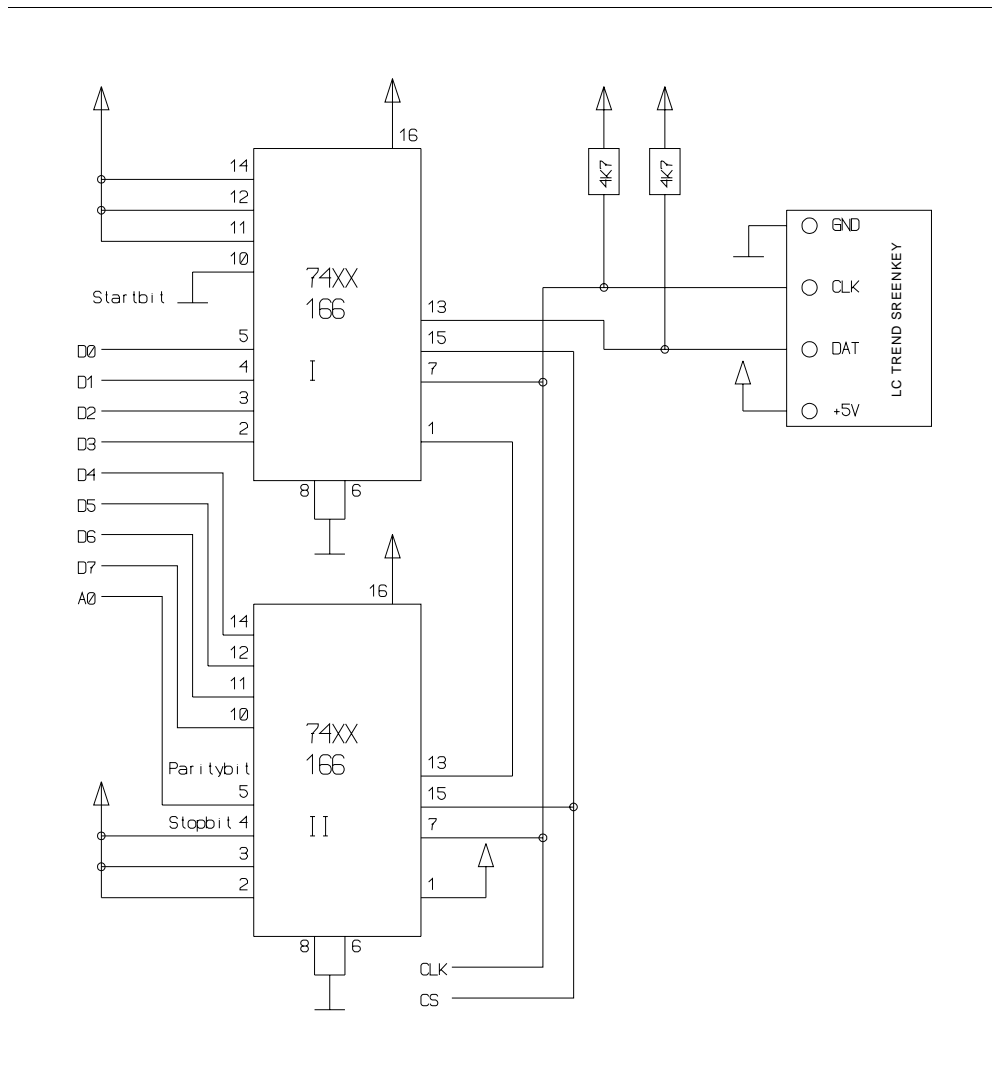 16
14
12
11
10
Startbit
74XX
166
I
5
D0
4
D1
3
D2
2
D3
D4
D5
D6
D7
A0
13
15
7
1
8
6
4K7
4K7
GND
CLK
DAT
+5V
LC TREND SREENKEY
16
14
12
11
10
74XX
166
II
Paritybit
5
Stopbit 4
3
2
13
15
7
1
8
6
CLK
CS